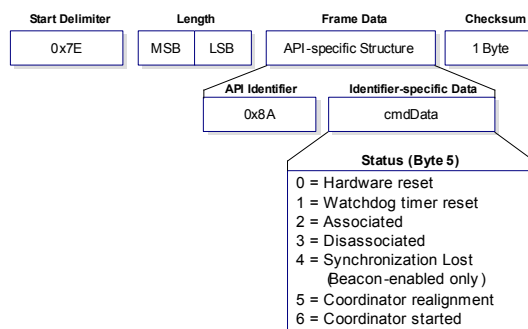 Start Delimiter Length Frame Data Checksum
0x7E MSB LSB API-specific Structure 1 Byte
API Identifier Identifier-specific Data
0x8A cmdData
Status (Byte 5)
0 = Hardware reset
1 = Watchdog timer reset
2 = Associated
3 = Disassociated
4 = Synchronization Lost
(Beacon-enabled only )
5 = Coordinator realignment
6 = Coordinator started